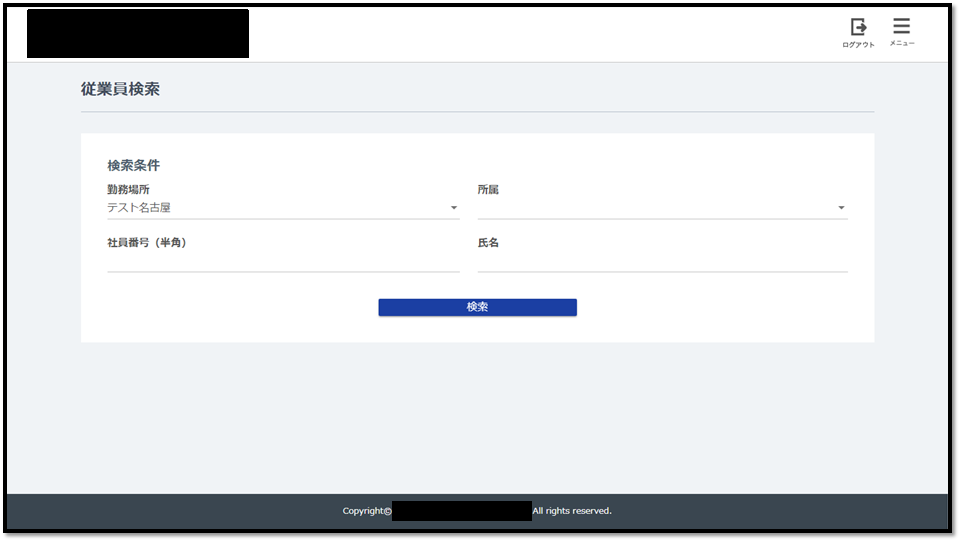 ログアウト メニュー
従業員検索
検索条件
勤務場所 所属
テスト名古屋
社員番号（半角） 氏名
検索
Copyright© All rights reserved.